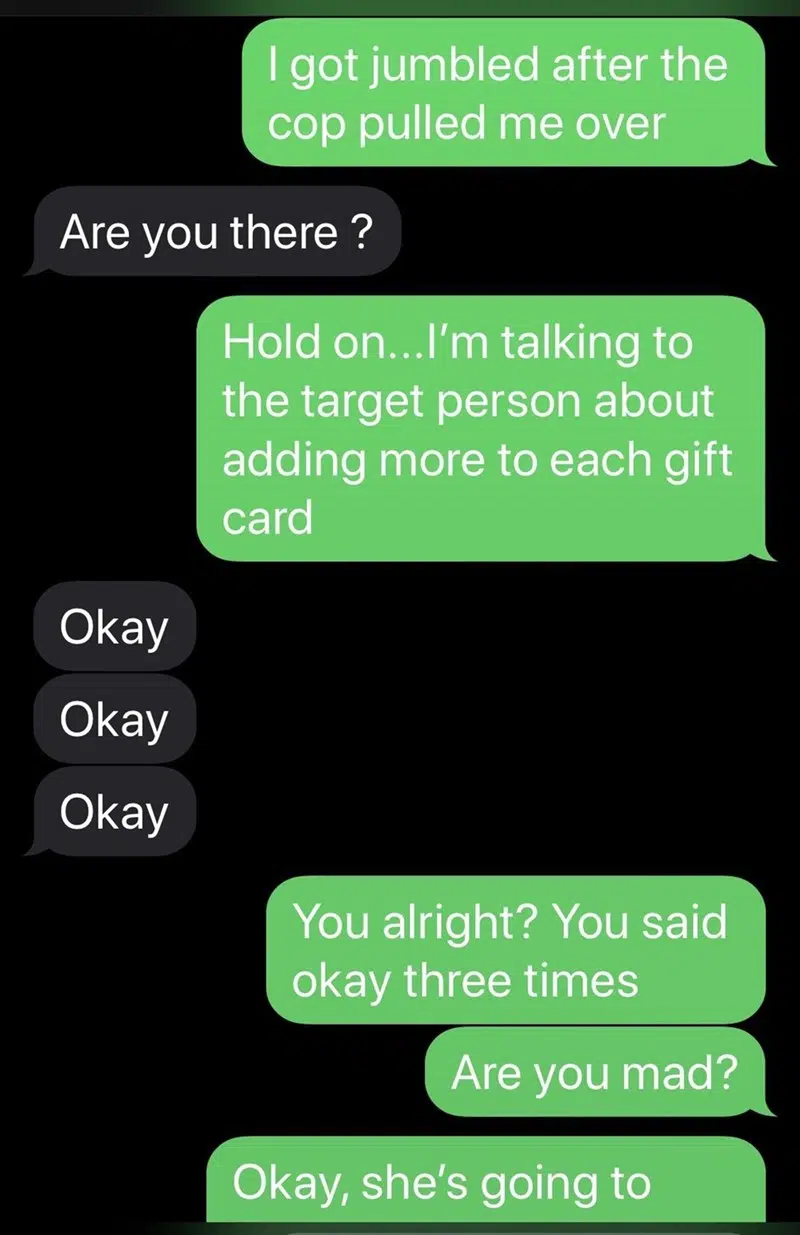 I got jumbled after the
cop pulled me over
Are you there ?
Hold on...I'm talking to
the target person about
adding more to each gift
card
Okay
Okay
Okay
You alright? You said
okay three times
Are you mad?
Okay, she's going to